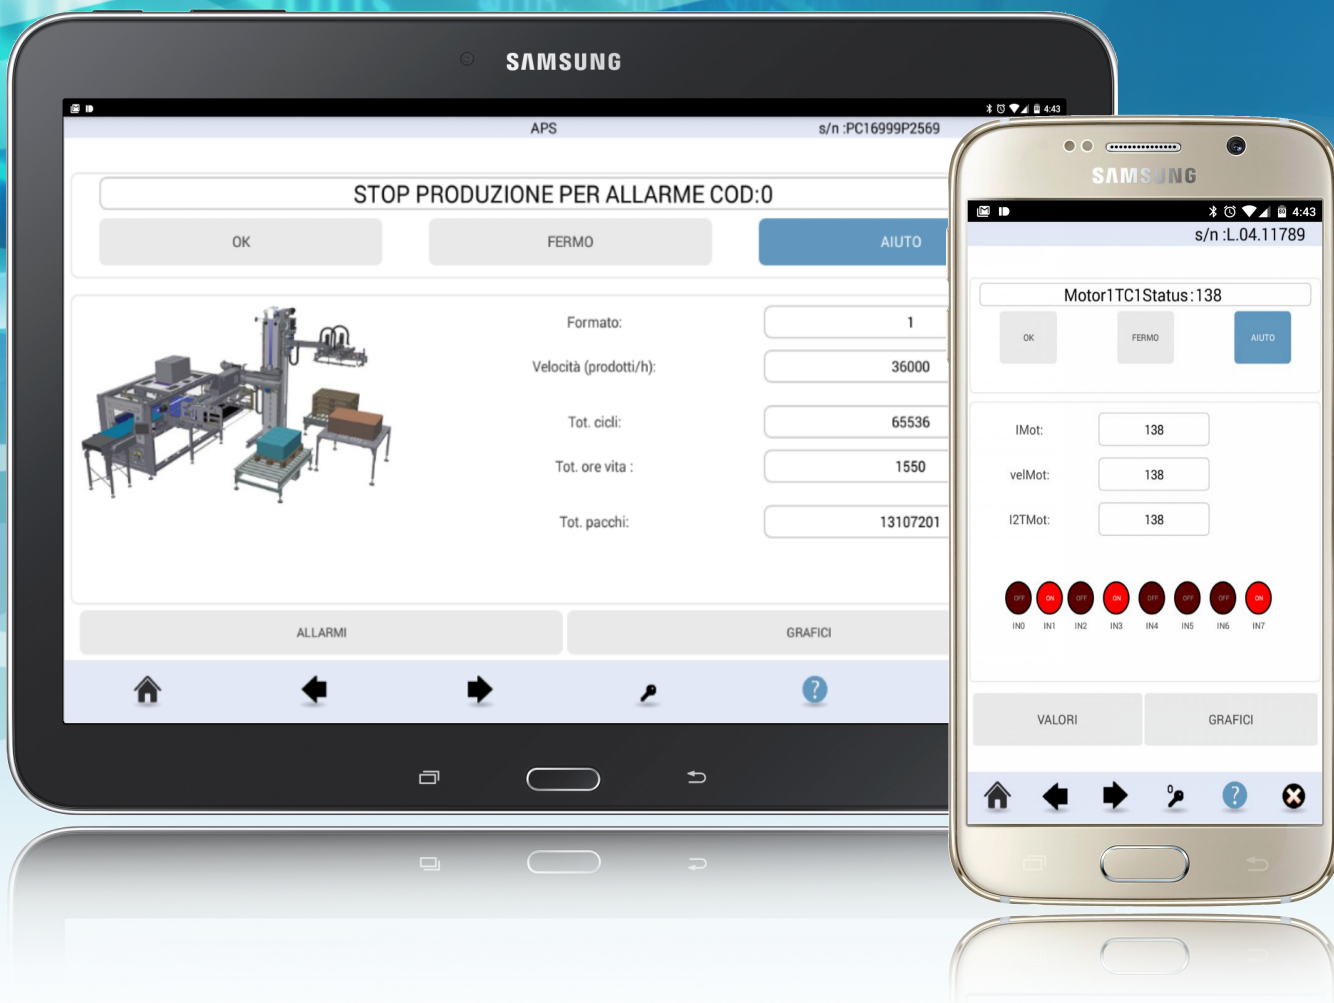 SAMSUNG
4:43
APS
s/n :PC16999P2569
STOP PRODUZIONE PER ALLARME COD:0
OK
FERMO
AIUTO
Formato:
1
Velocità (prodotti/h):
36000
Tot. cicli:
65536
Tot. ore vita :
1550
Tot. pacchi:
13107201
ALLARMI
GRAFICI
?
SAMSUNG
4:43
s/n :L.04.11789
Motor1TC1Status:138
OK
FERMO
AIUTO
IMot:
138
velMot:
138
I2TMot:
138
OFF ON OFF ON OFF OFF OFF ON
IN0 IN1 IN2 IN3 IN4 IN5 IN6 IN7
VALORI
GRAFICI
0
?